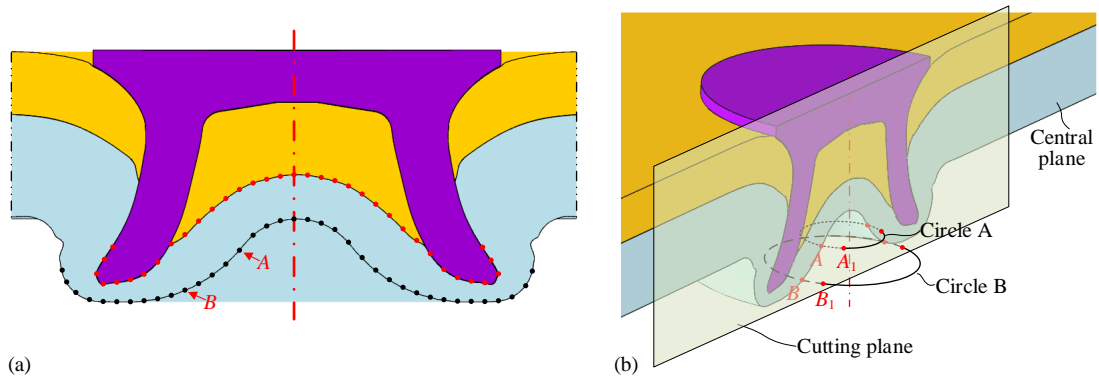 A
B
(a)
Central
plane
Circle A
A
A₁
B
B₁
Circle B
Cutting plane
(b)